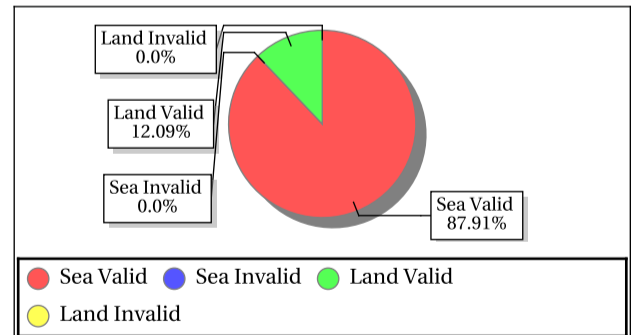 Land Invalid
0.0%
Land Valid
12.09%
Sea Invalid
0.0%
Sea Valid
87.91%
Sea Valid Sea Invalid Land Valid
Land Invalid